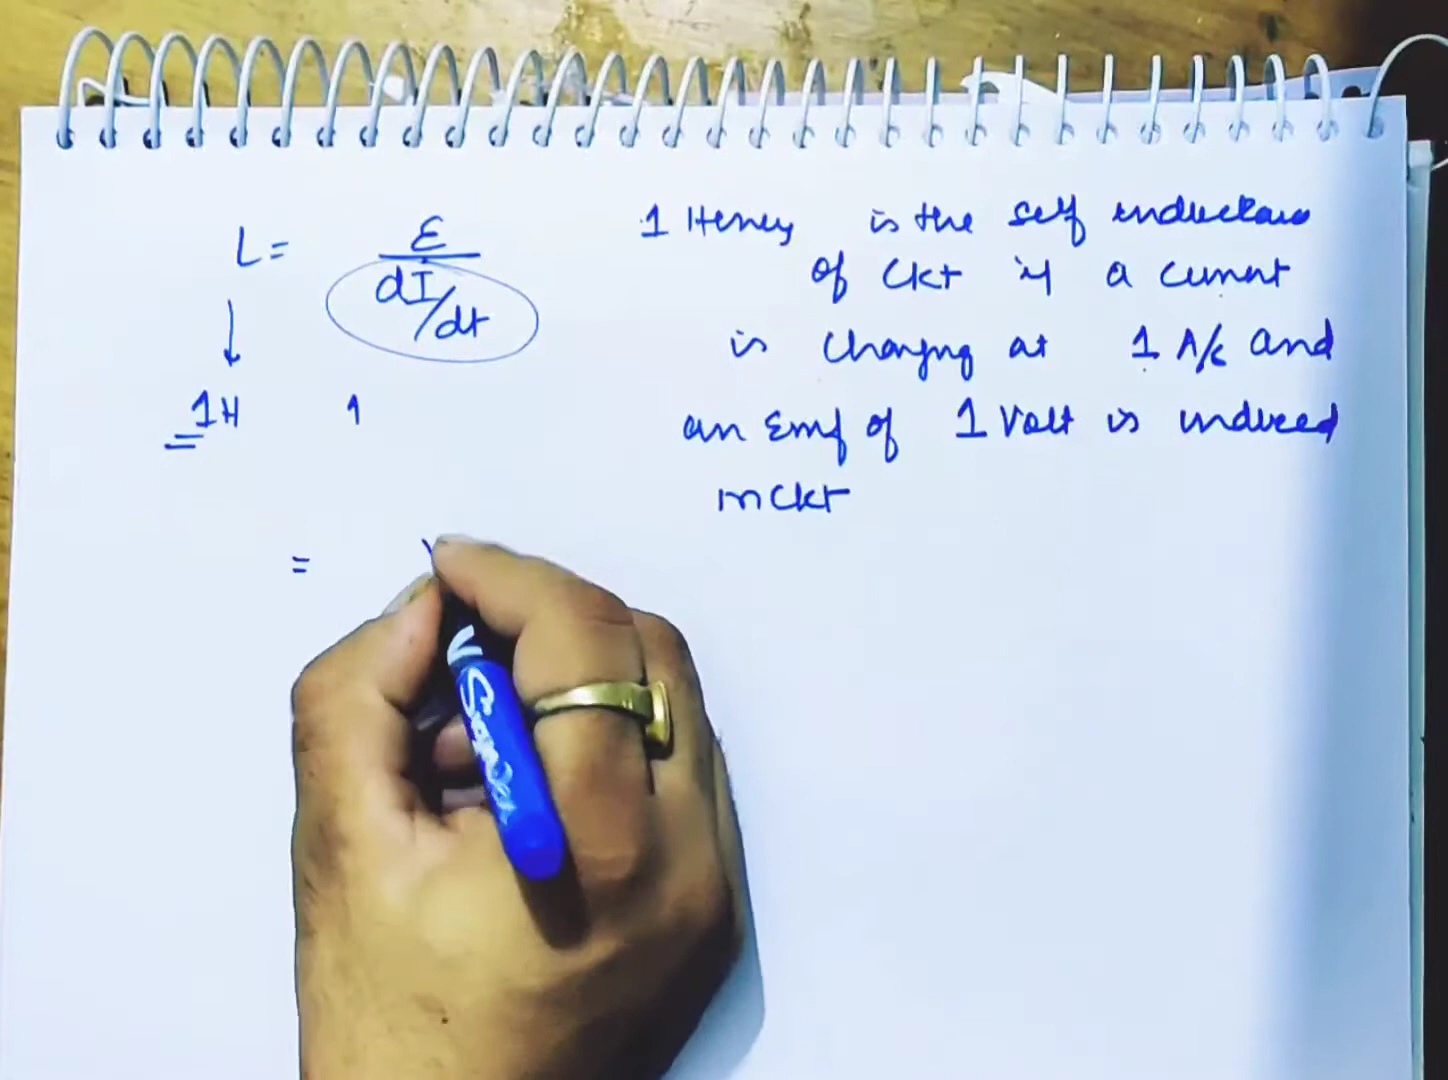 L = ε / dI/dt
1H 1
=
1 Henry is the self inductance
of Ckt if a current
is changing at 1 A/s and
an Emf of 1 Volt is induced
in Ckt